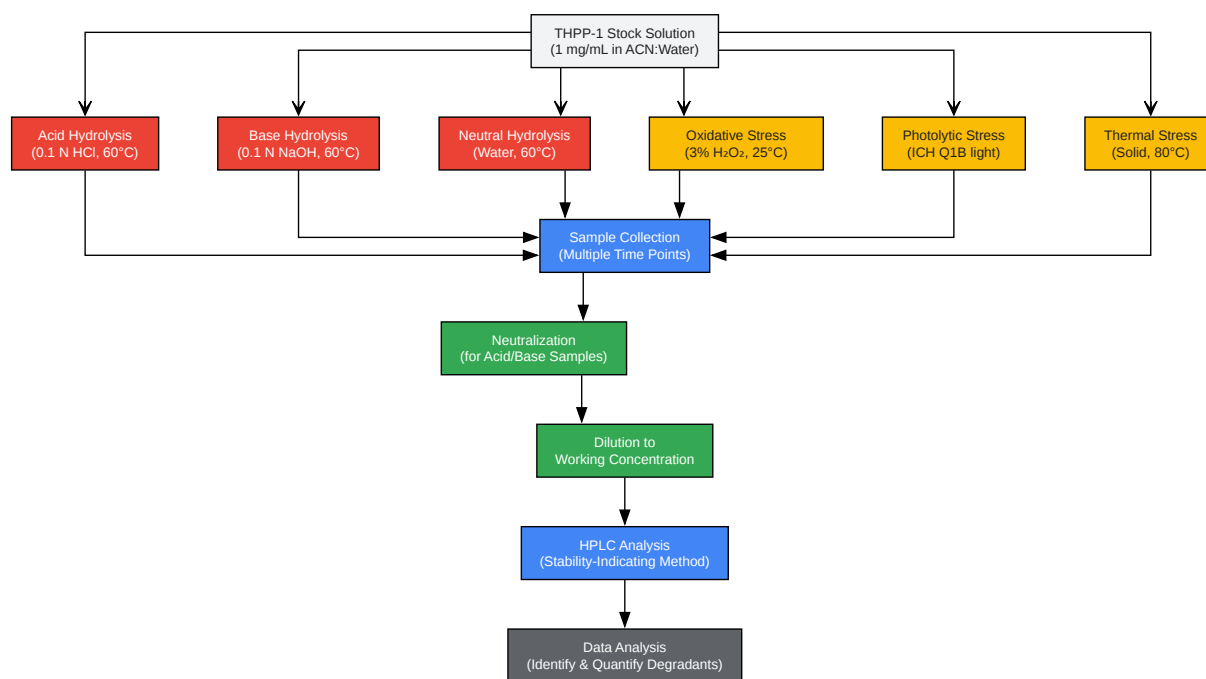 THPP-1 Stock Solution
(1 mg/mL in ACN:Water)
Acid Hydrolysis
(0.1 N HCl, 60°C)
Base Hydrolysis
(0.1 N NaOH, 60°C)
Neutral Hydrolysis
(Water, 60°C)
Oxidative Stress
(3% H₂O₂, 25°C)
Photolytic Stress
(ICH Q1B light)
Thermal Stress
(Solid, 80°C)
Sample Collection
(Multiple Time Points)
Neutralization
(for Acid/Base Samples)
Dilution to
Working Concentration
HPLC Analysis
(Stability-Indicating Method)
Data Analysis
(Identify & Quantify Degradants)